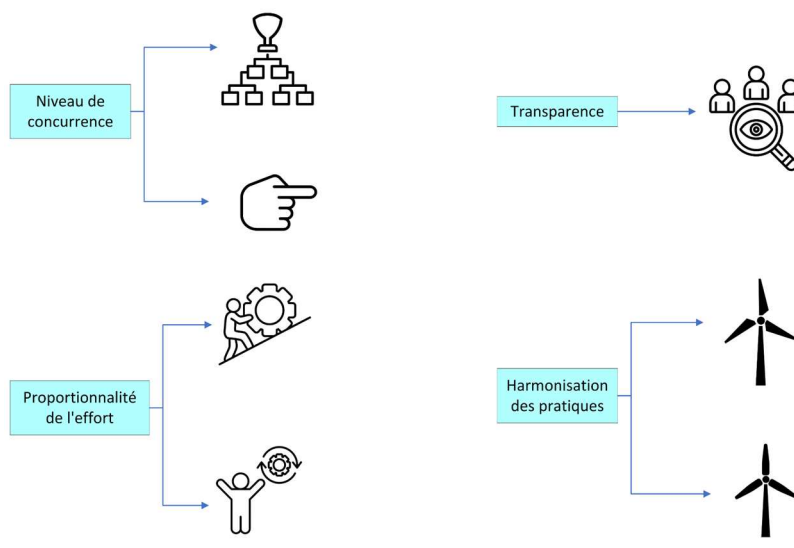 Niveau de
concurrence
Transparence
Proportionnalité
de l'effort
Harmonisation
des pratiques